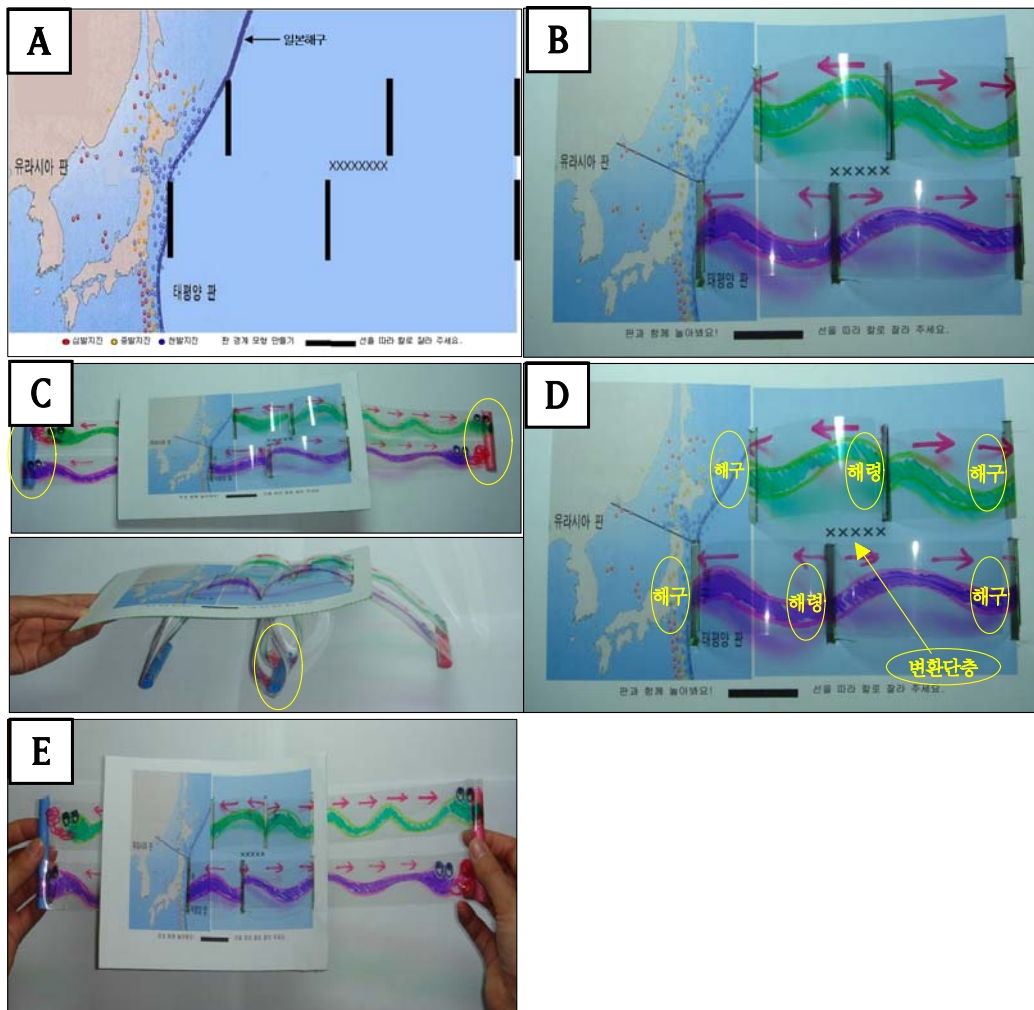 A
일본해구
유라시아 판
XXXXXXXX
태평양 판
심발지진
중발지진
천발지진
판 경계 모형 만들기
선을 따라 칼로 잘라 주세요.
B
유라시아 판
×××××
태평양 판
판과 함께 놀아봐요!
선을 따라 칼로 잘라 주세요.
C
D
해구
해령
해구
유라시아 판
×××××
해구
해령
해구
태평양 판
변환단층
판과 함께 놀아봐요!
선을 따라 칼로 잘라 주세요.
E
×××××